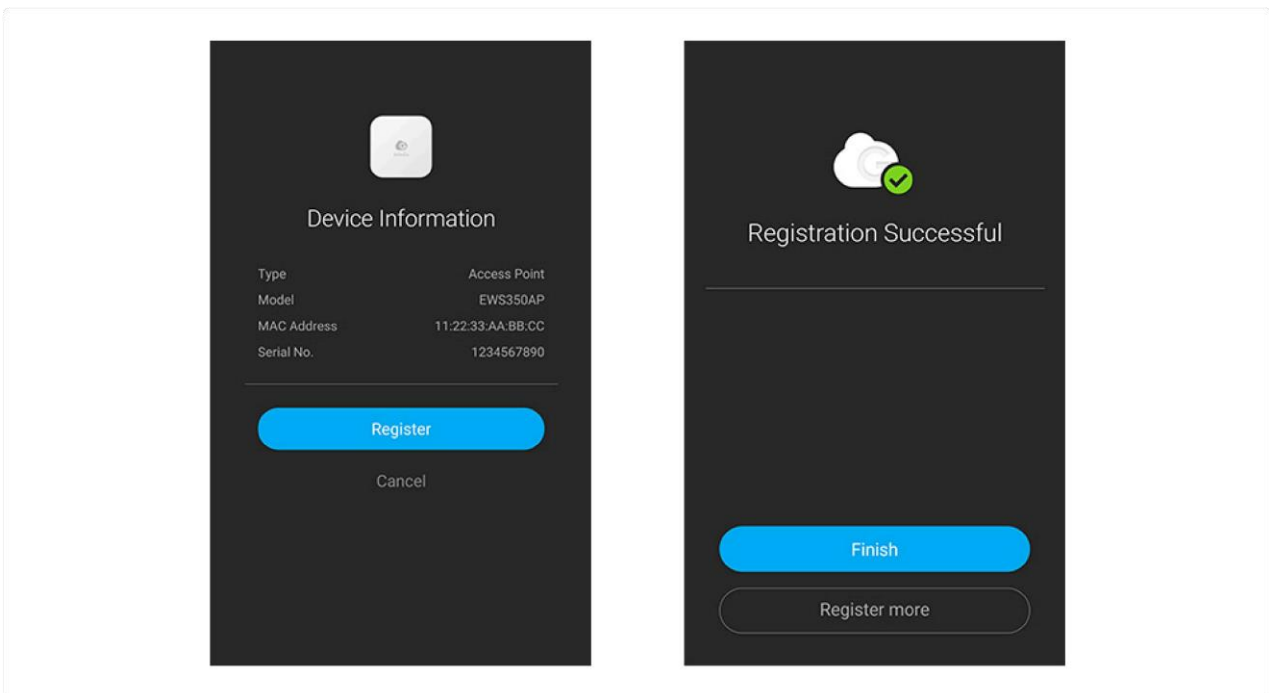 Device Information
Type Access Point
Model EWS350AP
MAC Address 11:22:33:AA:BB:CC
Serial No. 1234567890
Register
Cancel
Registration Successful
Finish
Register more